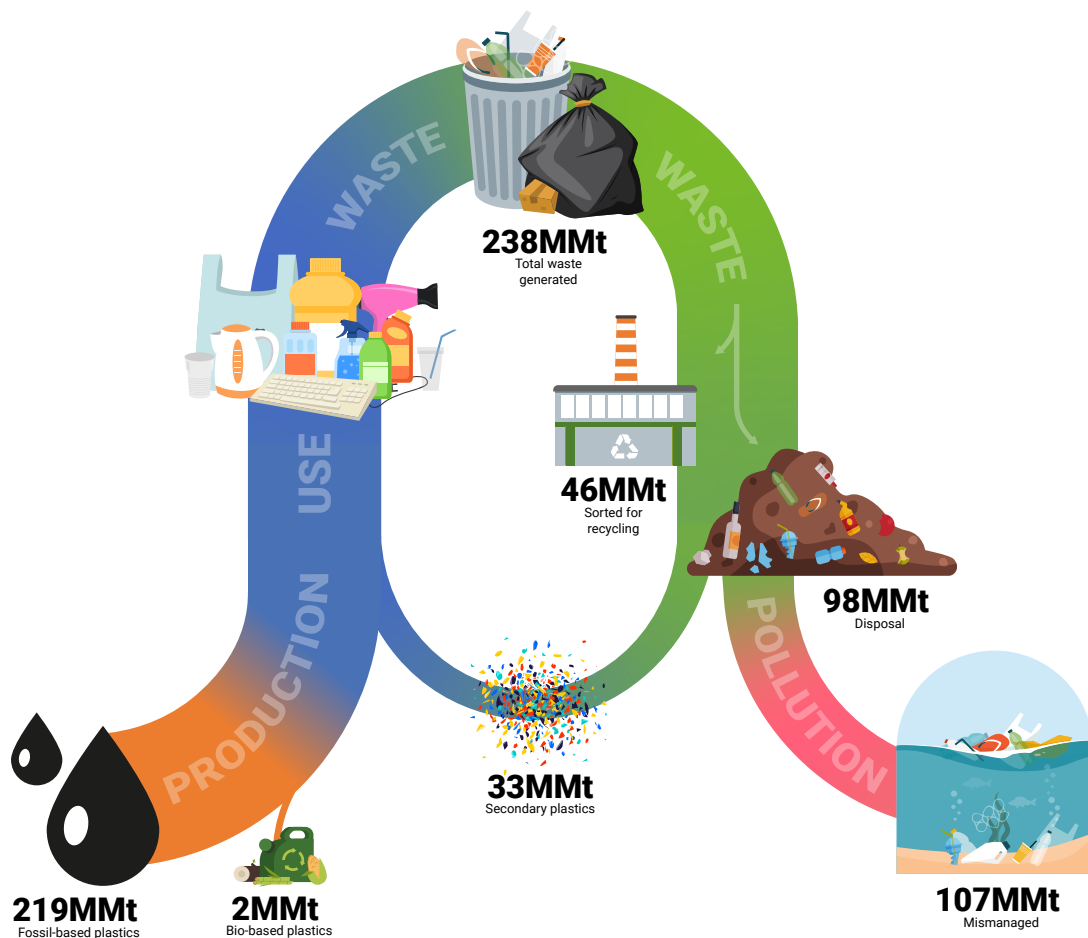 WASTE
WASTE
238MMt
Total waste
generated
46MMt
Sorted for
recycling
USE
98MMt
Disposal
PRODUCTION
POLLUTION
33MMt
Secondary plastics
219MMt
Fossil-based plastics
2MMt
Bio-based plastics
107MMt
Mismanaged